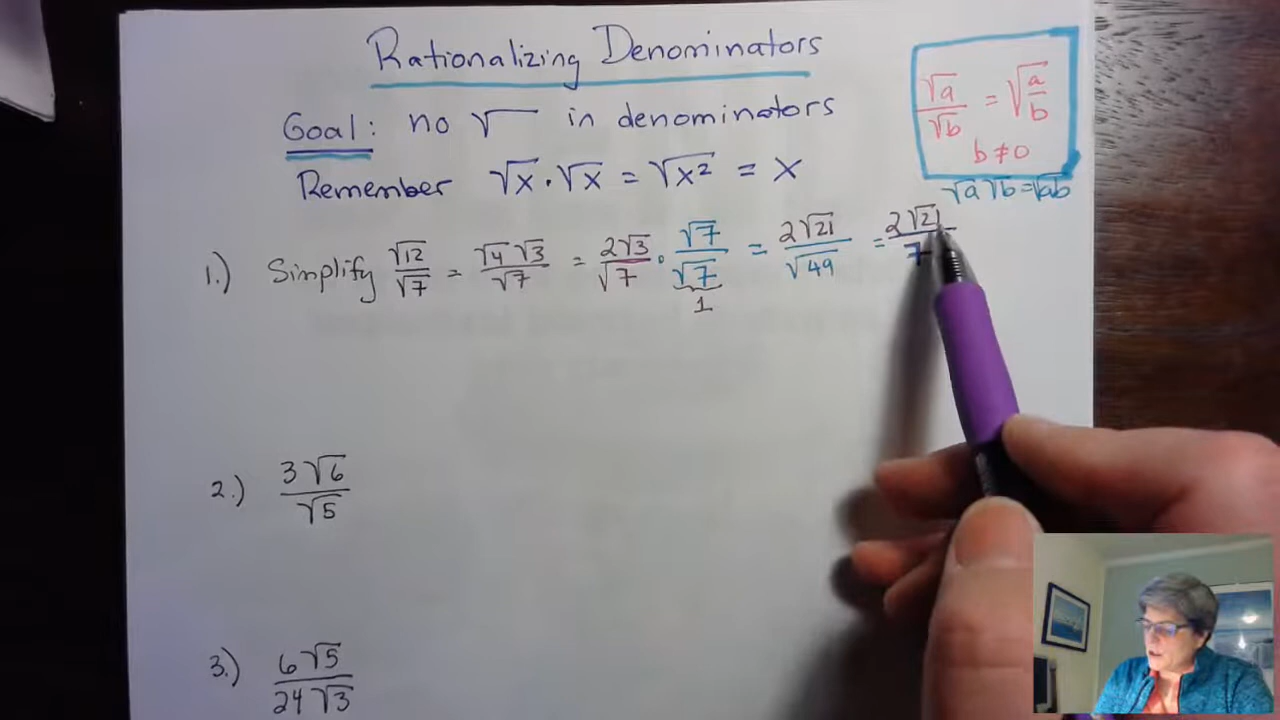 Rationalizing Denominators
Goal: no √ in denominators
Remember √x · √x = √x² = x
√a/√b = √(a/b)
b ≠ 0
√a √b = √ab
1.) Simplify √12/√7 = √4 √3/√7 = 2√3/√7 · √7/√7 = 2√21/√49 = 2√21/7
1
2.) 3√6/√5
3.) 6√5/24√3